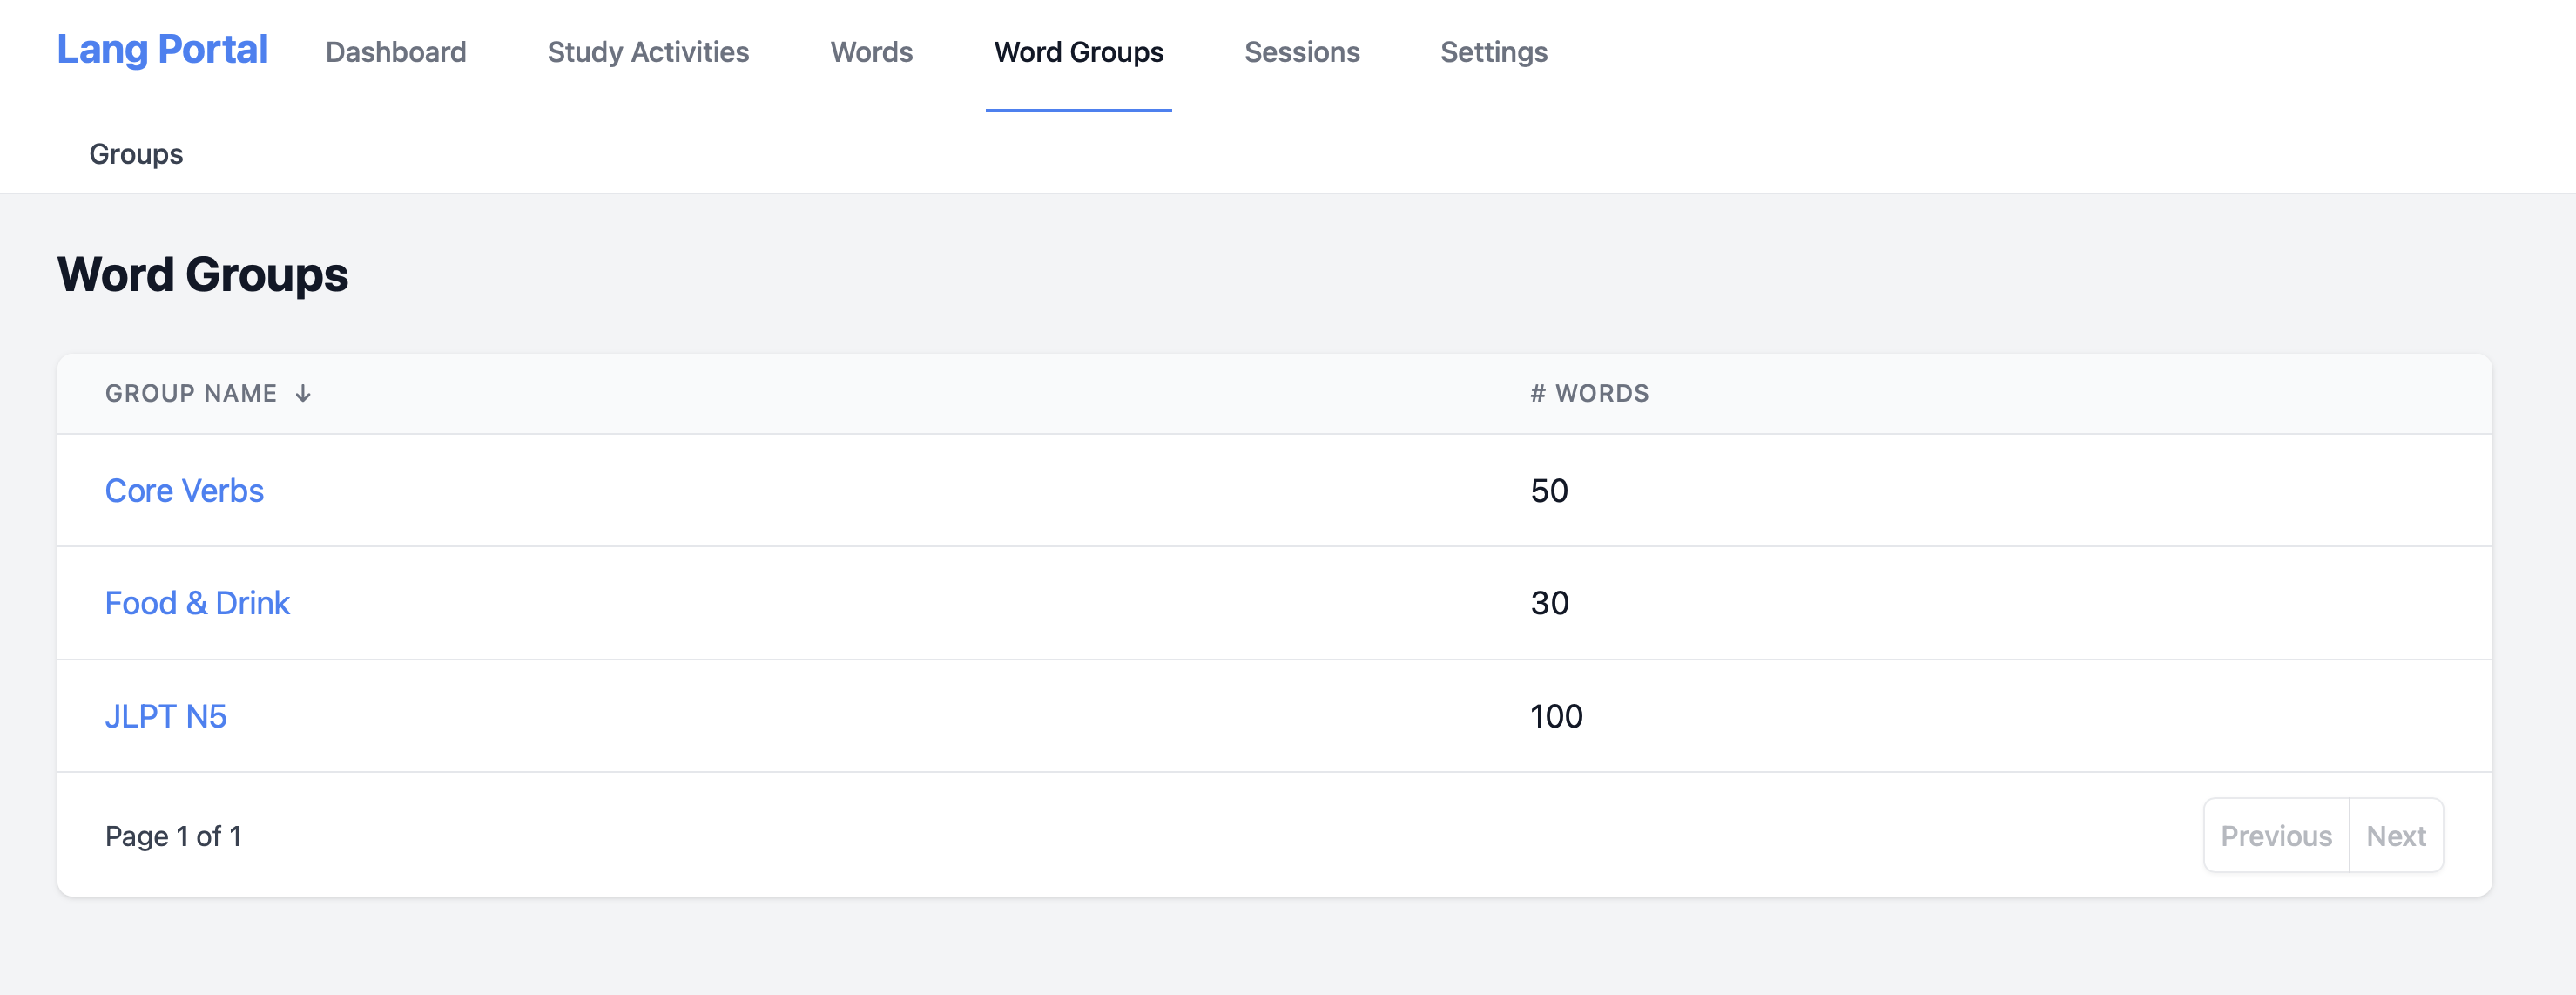 Lang Portal Dashboard Study Activities Words Word Groups Sessions Settings
Groups
Word Groups
GROUP NAME ↓ # WORDS
Core Verbs 50
Food & Drink 30
JLPT N5 100
Page 1 of 1 Previous Next